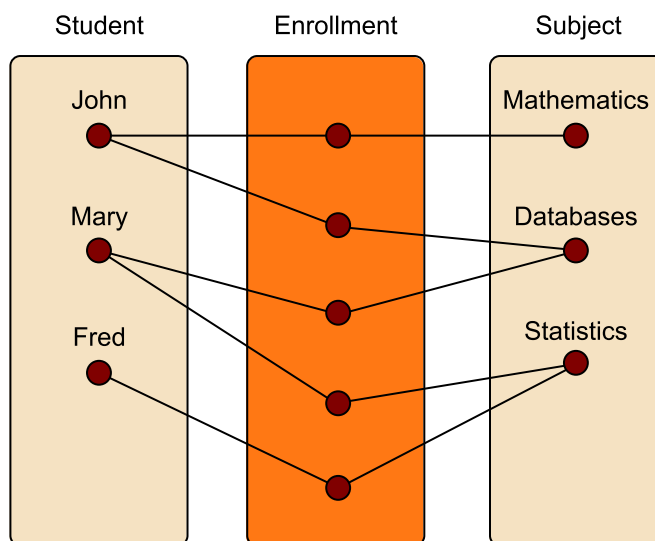 Student Enrollment Subject
John Mathematics
Mary Databases
Fred Statistics